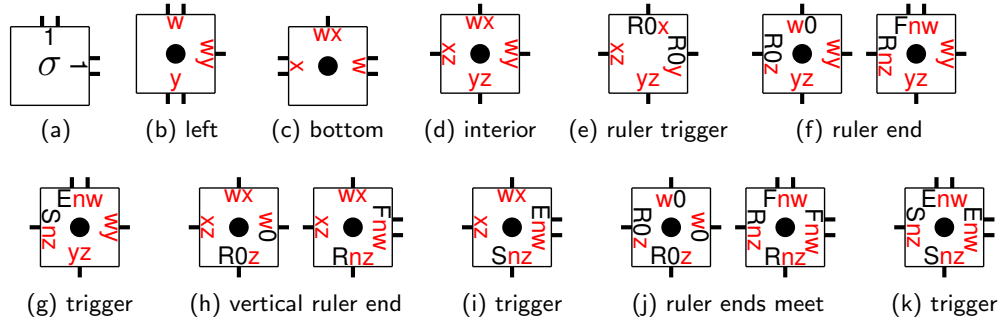 1
σ 1
(a)
w
wy
y
(b) left
wx
x w
(c) bottom
wx
xz wy
yz
(d) interior
R0x
xz R0y
yz
(e) ruler trigger
w0
R0z wy
yz
Fnw
Rnz wy
yz
(f) ruler end
Enw
Snz wy
yz
(g) trigger
wx
xz w0
R0z
wx
xz Fnw
Rnz
(h) vertical ruler end
wx
xz Enw
Snz
(i) trigger
w0
R0z w0
R0z
Fnw
Rnz Fnw
Rnz
(j) ruler ends meet
Enw
Snz Enw
Snz
(k) trigger